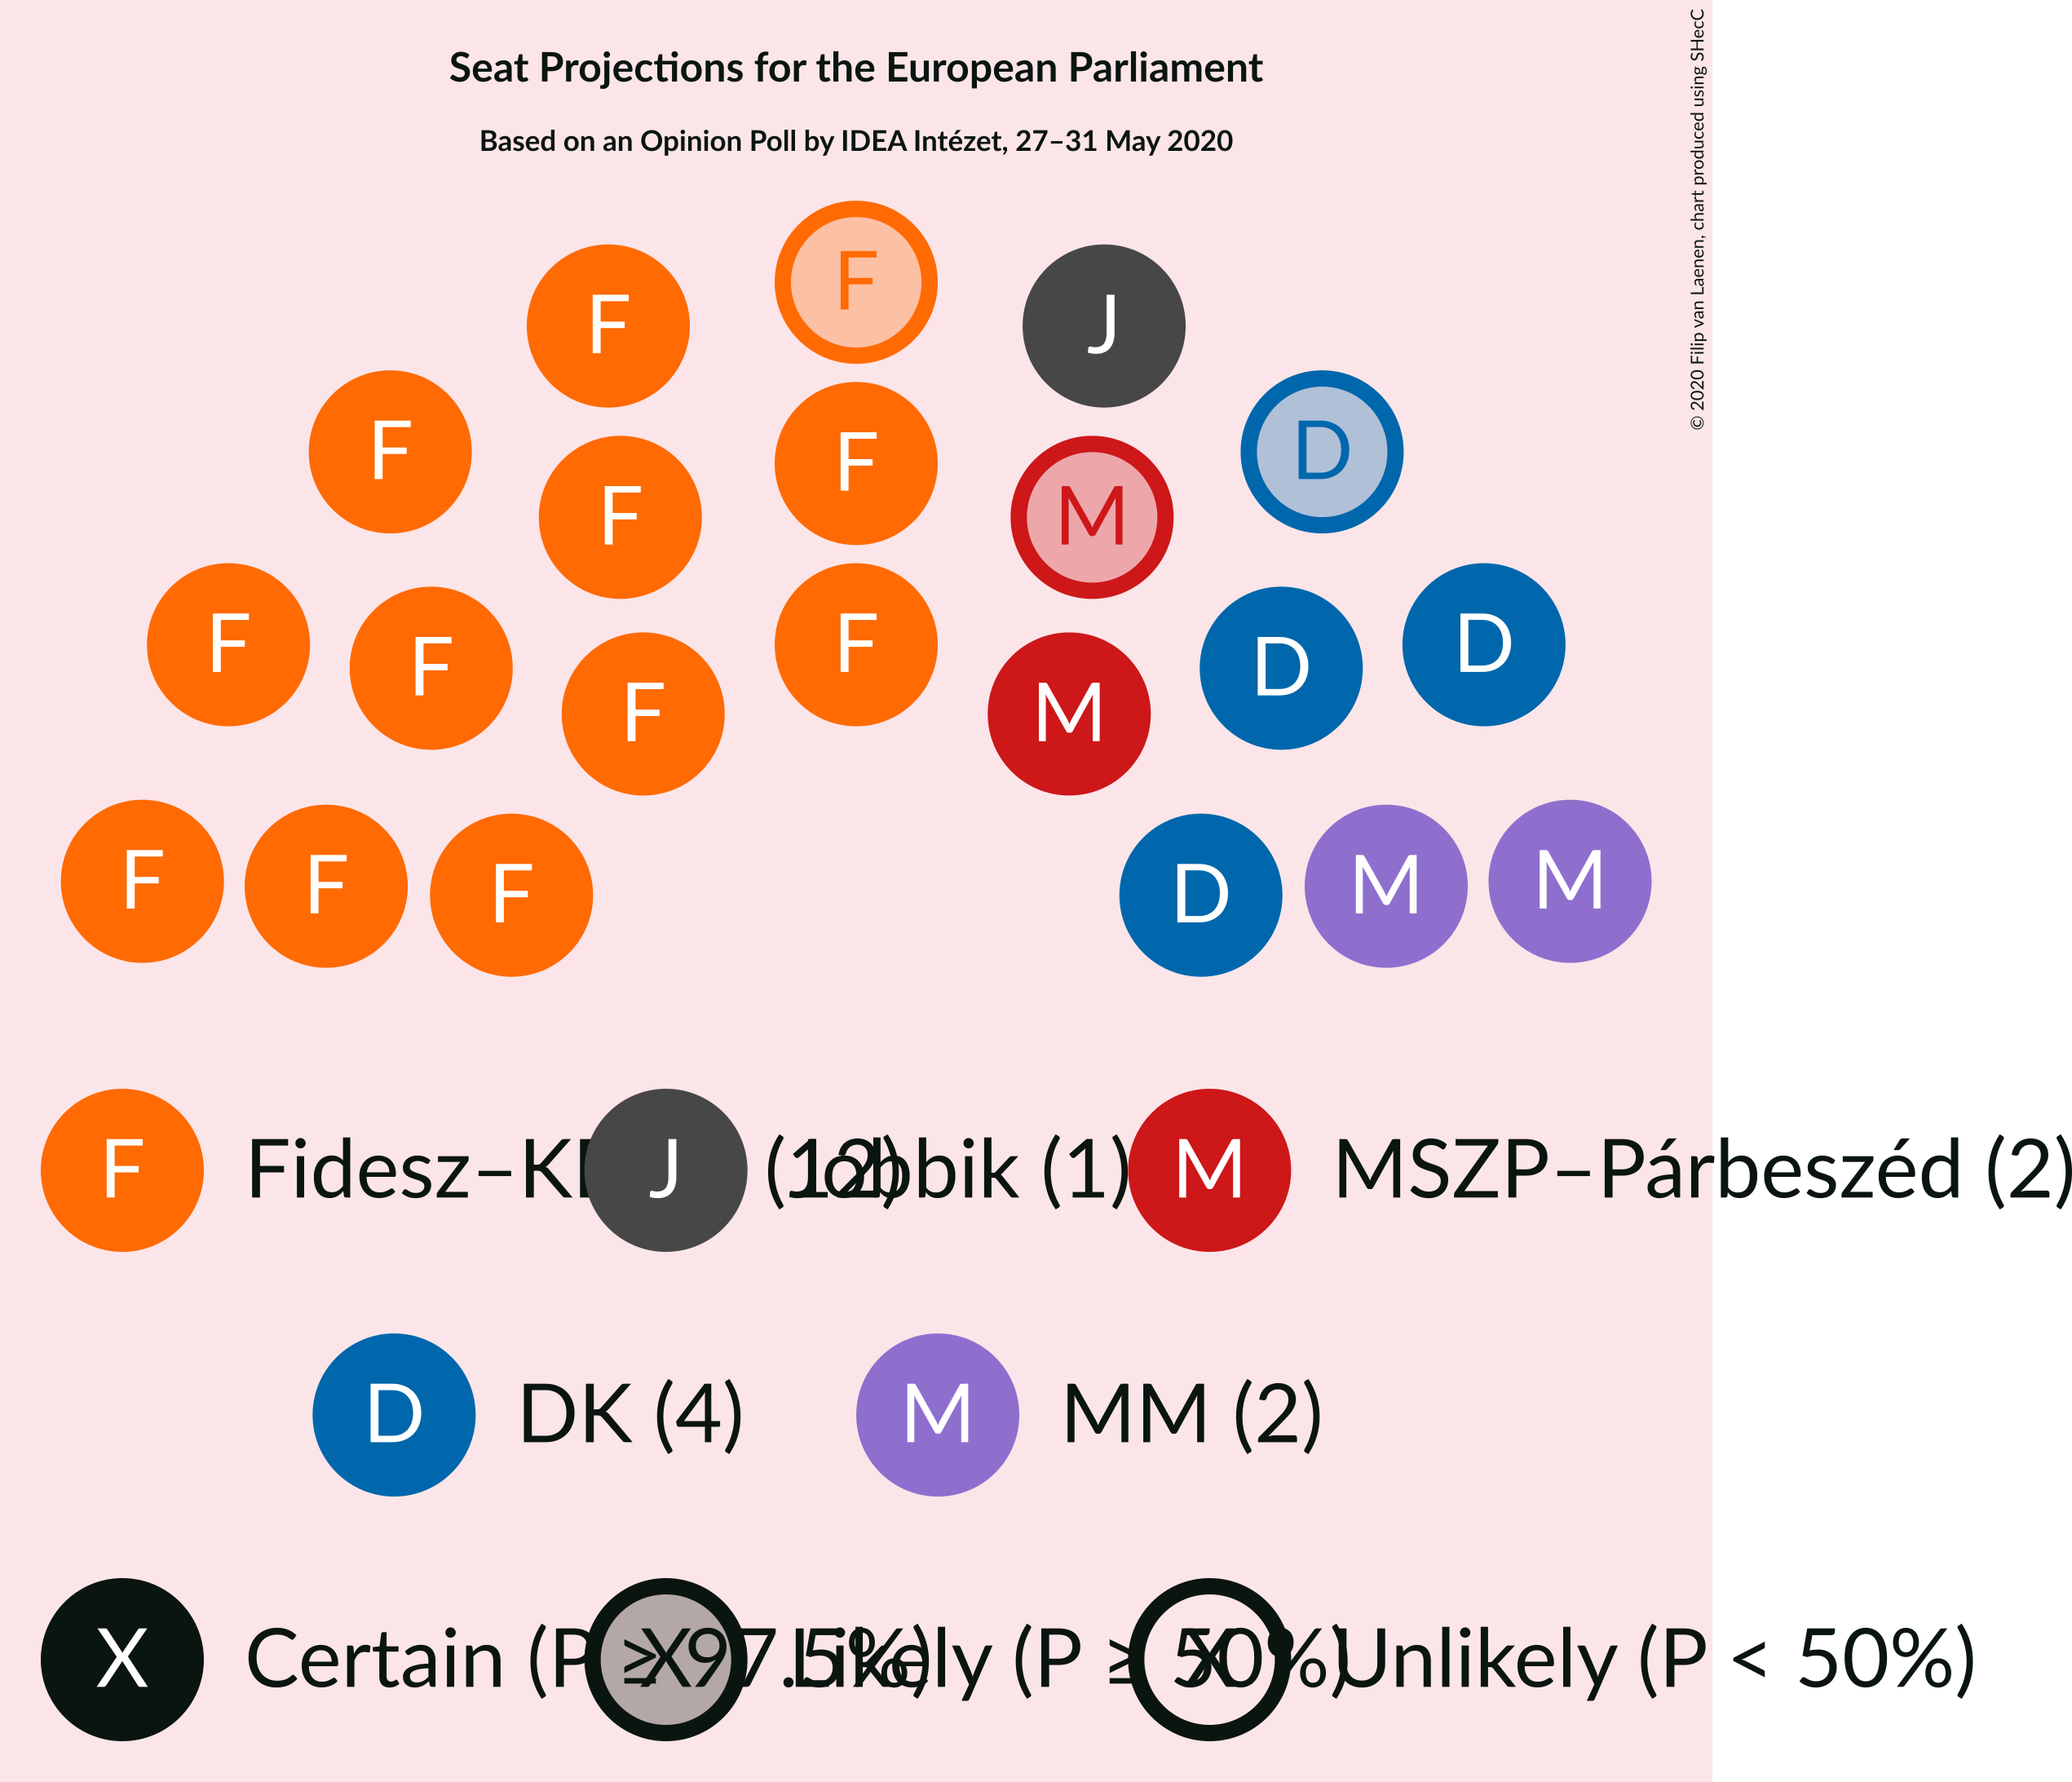 Seat Projections for the European Parliament
Based on an Opinion Poll by IDEA Intézet, 27–31 May 2020
© 2020 Filip van Laenen, chart produced using SHecC
F
J
F
F
D
F
F
M
F
F
D
F
D
F
M
F
M
M
F
F
D
F Fidesz–K
J Jobbik (1)
M MSZP–Párbeszéd (2)
D DK (4)
M MM (2)
X Certain (P ≥ 97.5%)
X Likely (P ≥ 50%)
X Unlikely (P < 50%)